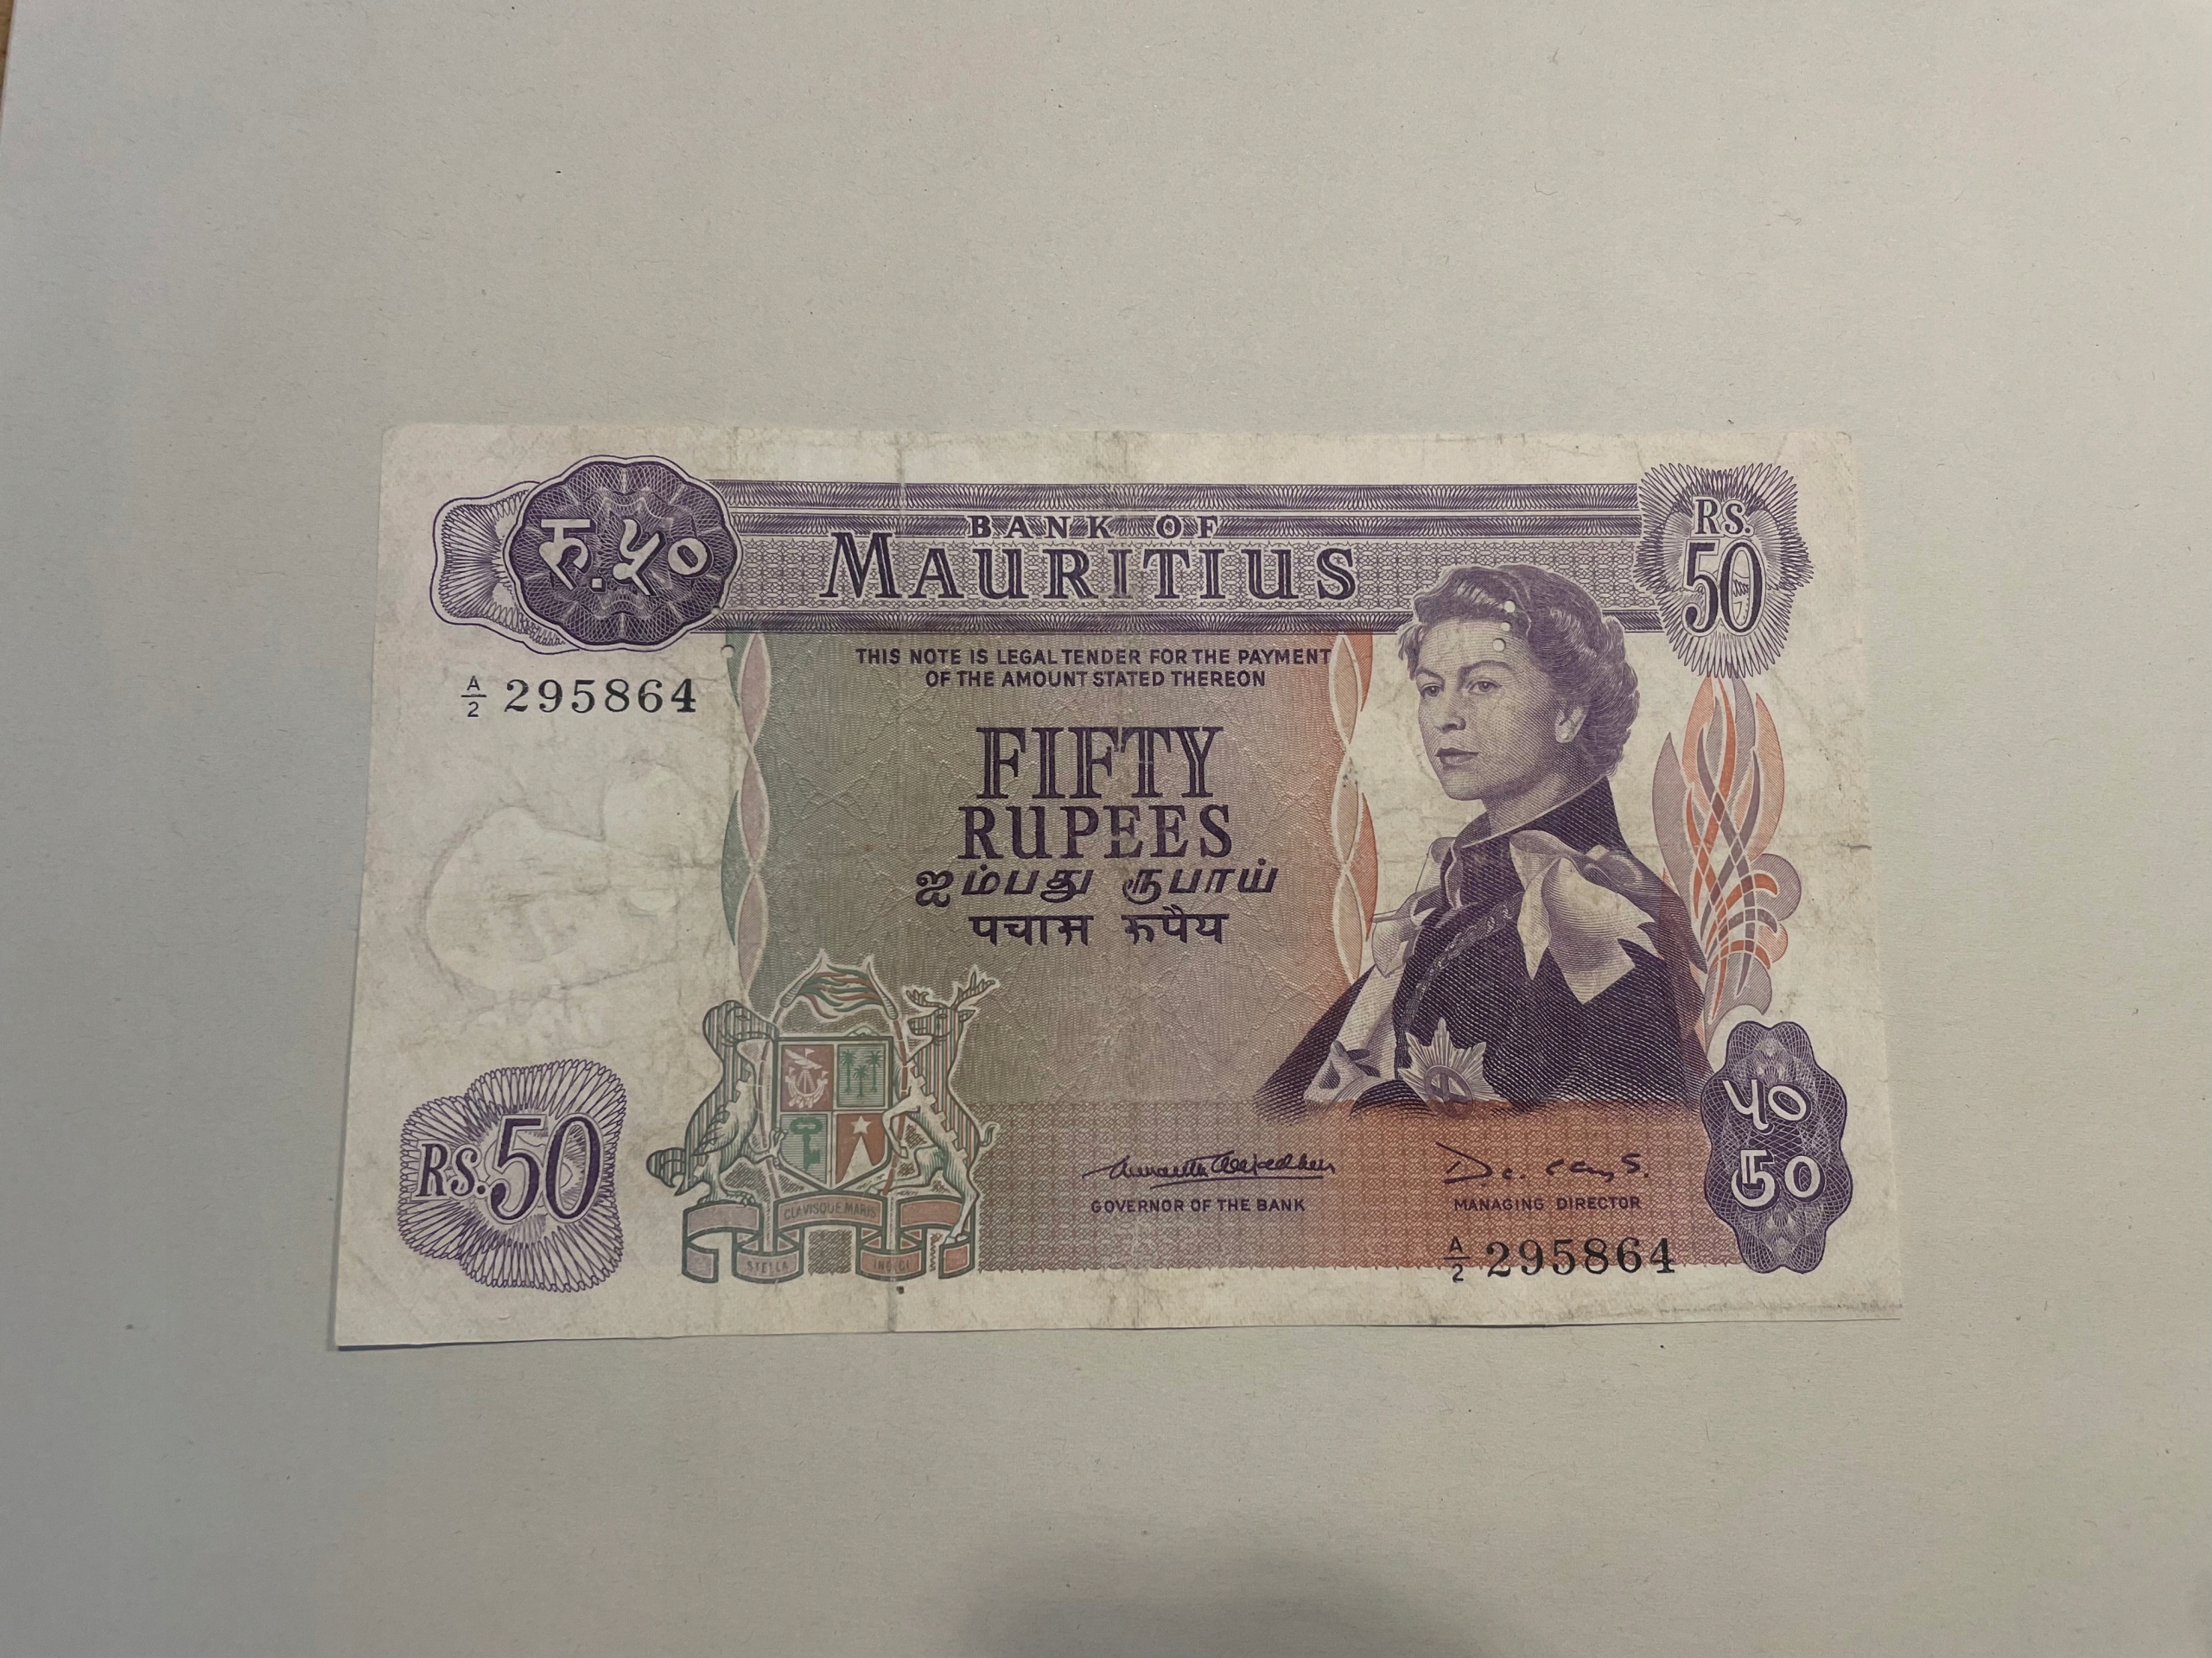 रु.५०
BANK OF
MAURITIUS
RS.
50
THIS NOTE IS LEGAL TENDER FOR THE PAYMENT
OF THE AMOUNT STATED THEREON
A/2 295864
FIFTY
RUPEES
ஐம்பது ரூபாய்
पचास रुपैय
RS.50
CLAVISQUE MARIS
STELLA
INDICI
GOVERNOR OF THE BANK
MANAGING DIRECTOR
A/2 295864
५०
50